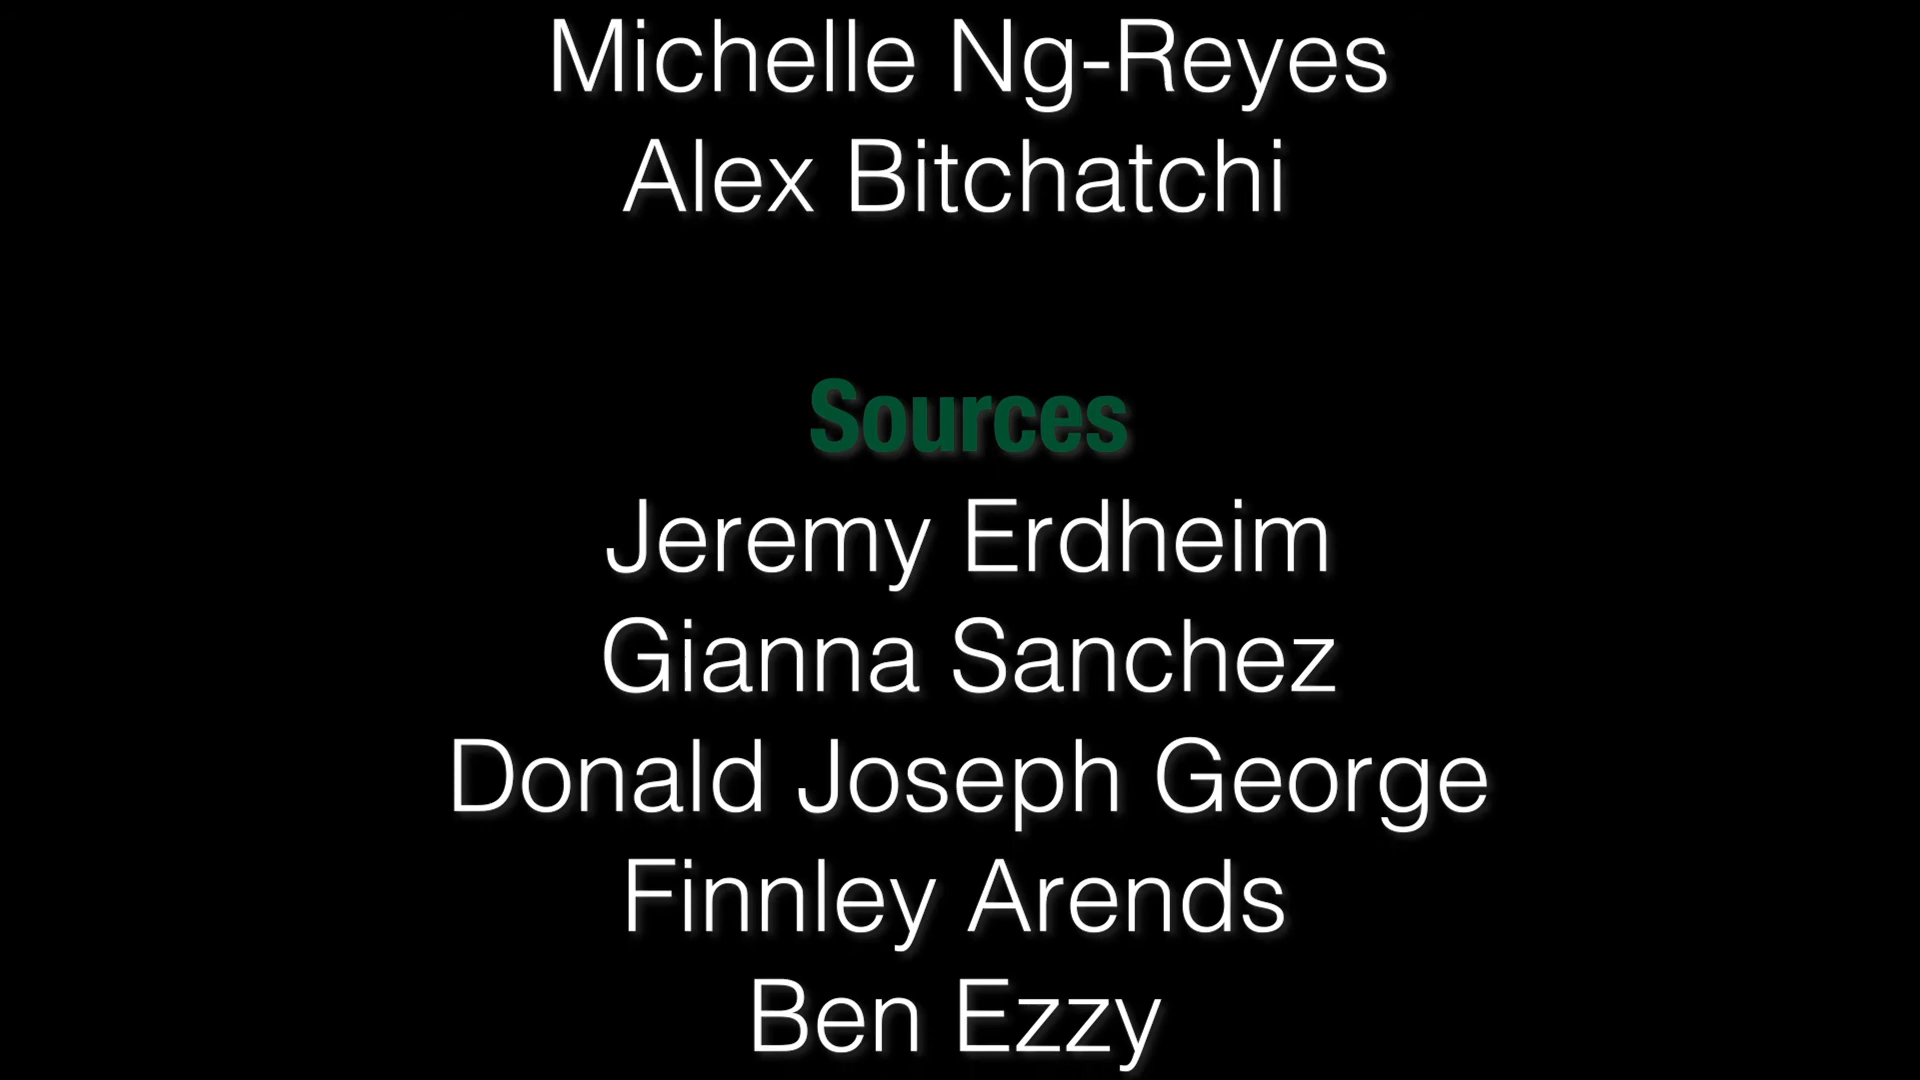 Michelle Ng-Reyes
Alex Bitchatchi
Sources
Jeremy Erdheim
Gianna Sanchez
Donald Joseph George
Finnley Arends
Ben Ezzy